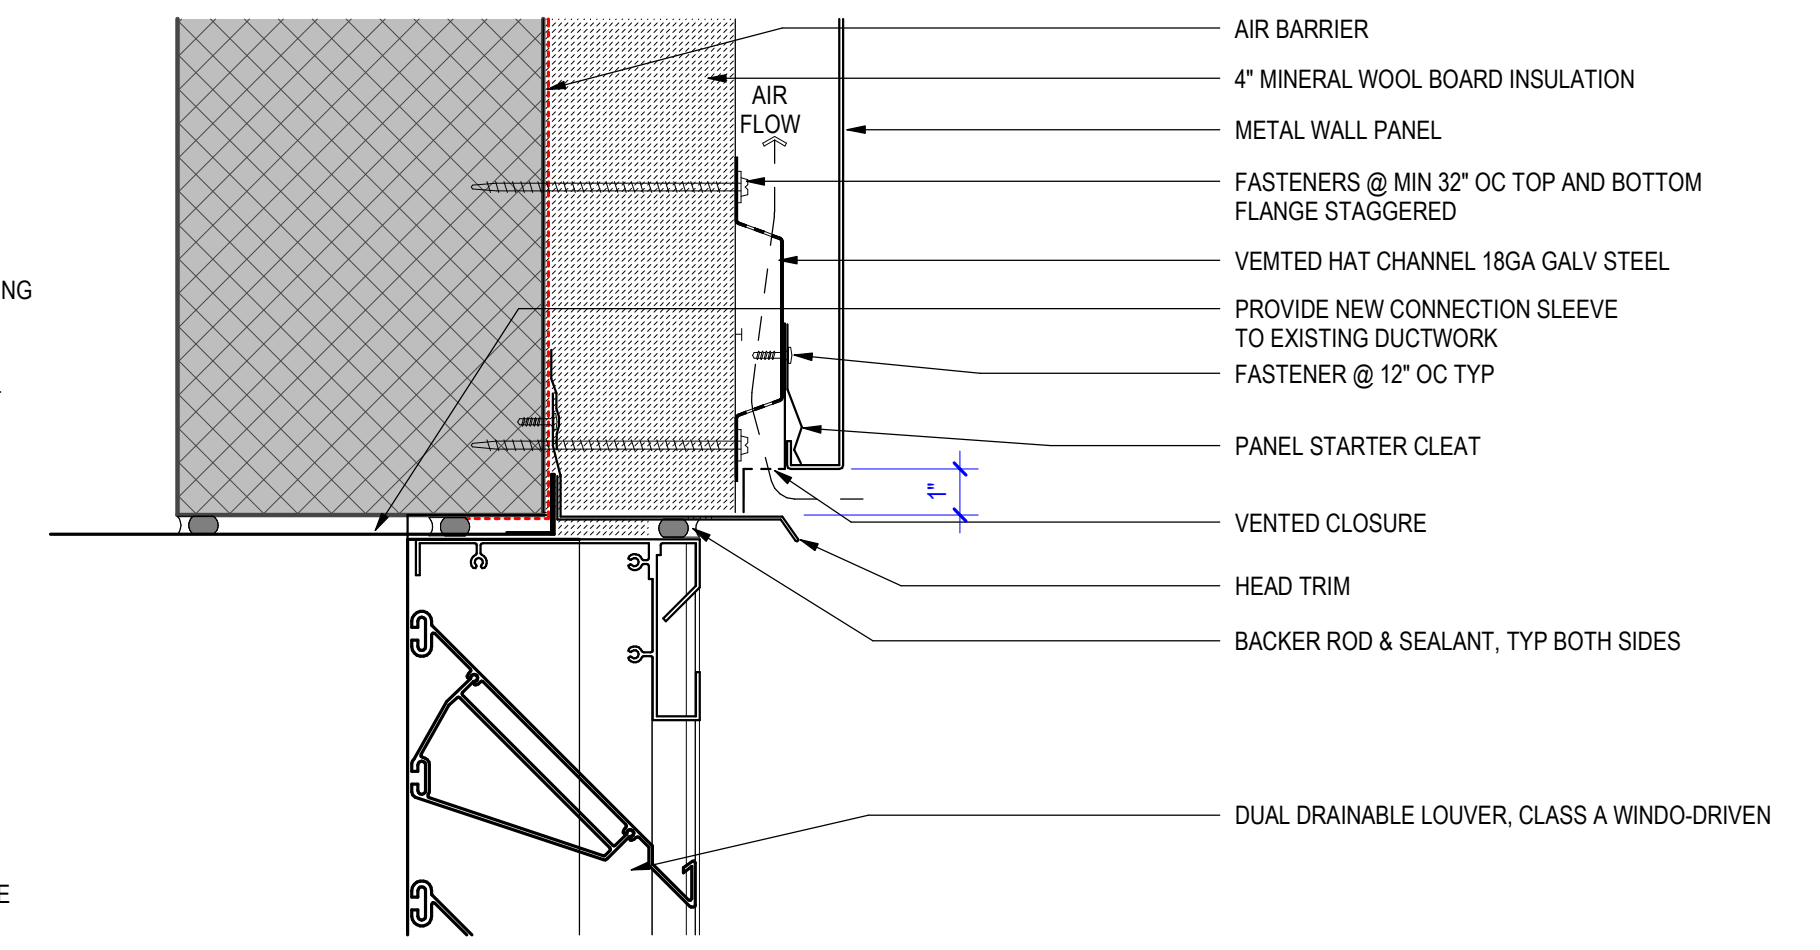 AIR BARRIER
4" MINERAL WOOL BOARD INSULATION
AIR
FLOW
METAL WALL PANEL
FASTENERS @ MIN 32" OC TOP AND BOTTOM
FLANGE STAGGERED
VEMTED HAT CHANNEL 18GA GALV STEEL
NG
PROVIDE NEW CONNECTION SLEEVE
TO EXISTING DUCTWORK
FASTENER @ 12" OC TYP
PANEL STARTER CLEAT
1"
VENTED CLOSURE
HEAD TRIM
BACKER ROD & SEALANT, TYP BOTH SIDES
DUAL DRAINABLE LOUVER, CLASS A WINDO-DRIVEN
E